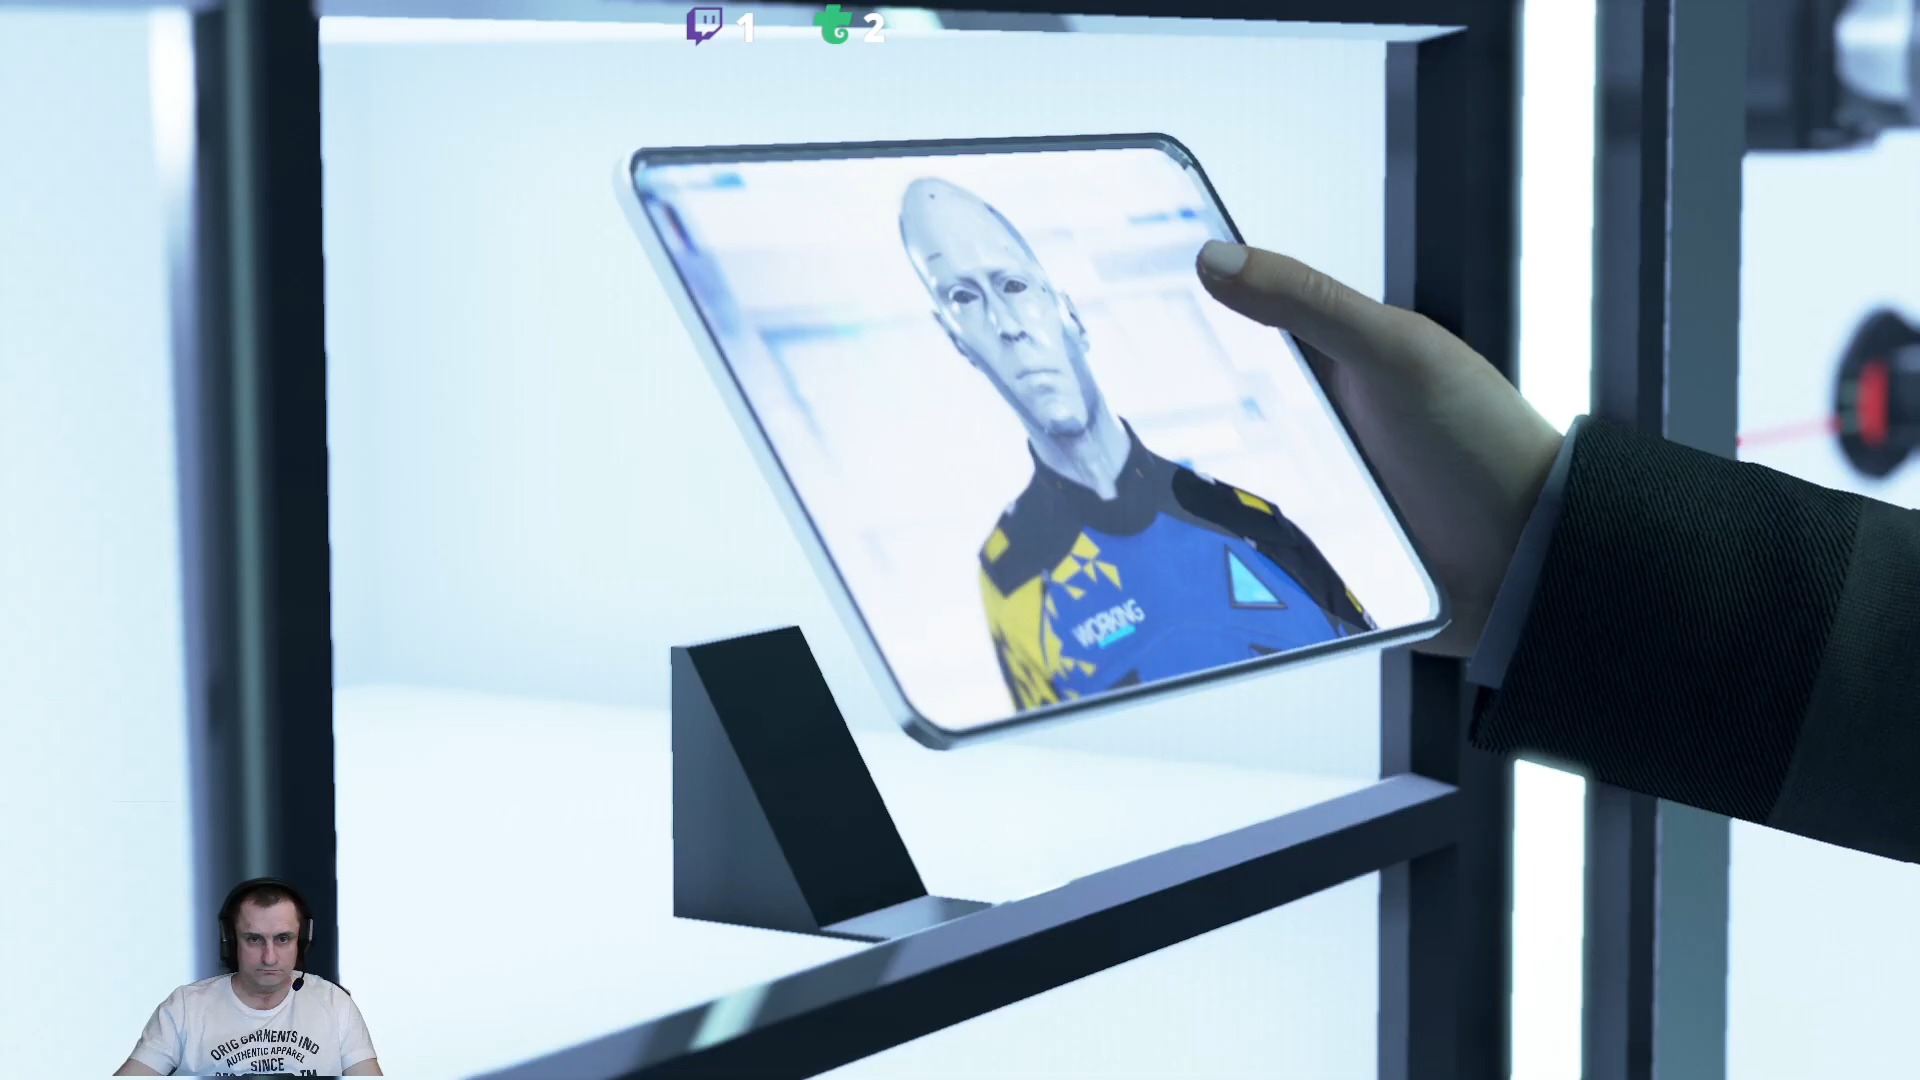 1 2
WORKING
ORIG GARMENTS IND
AUTHENTIC APPAREL
SINCE